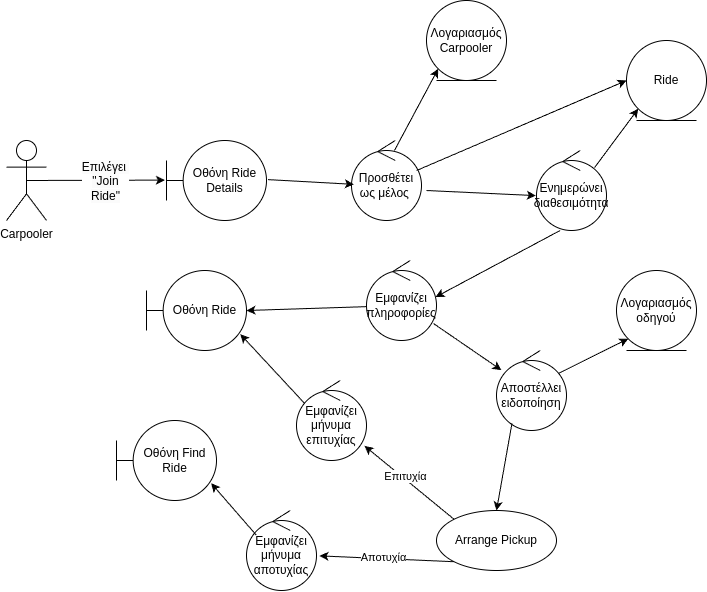 Λογαριασμός
Carpooler
Ride
Επιλέγει
"Join
Ride"
Οθόνη Ride
Details
Προσθέτει
ως μέλος
Ενημερώνει
διαθεσιμότητα
Carpooler
Οθόνη Ride
Εμφανίζει
πληροφορίες
Λογαριασμός
οδηγού
Αποστέλλει
ειδοποίηση
Εμφανίζει
μήνυμα
επιτυχίας
Οθόνη Find
Ride
Επιτυχία
Arrange Pickup
Εμφανίζει
μήνυμα
αποτυχίας
Αποτυχία